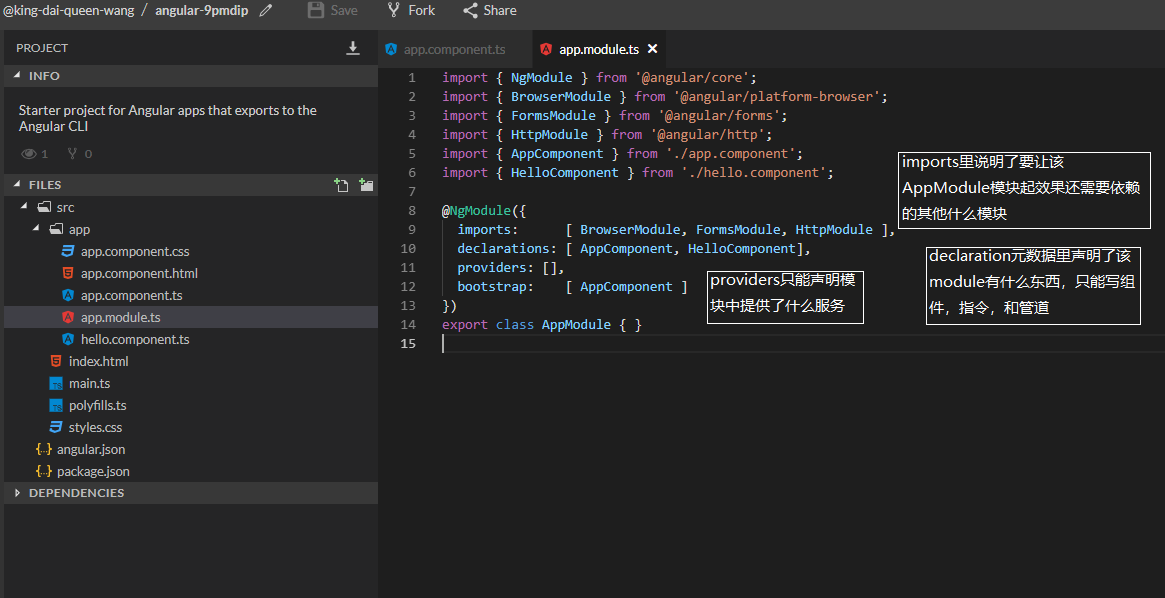 @king-dai-queen-wang / angular-9pmdip Save Fork Share
PROJECT
INFO
Starter project for Angular apps that exports to the
Angular CLI
1 0
FILES
src
app
app.component.css
app.component.html
app.component.ts
app.module.ts
hello.component.ts
index.html
main.ts
polyfills.ts
styles.css
angular.json
package.json
DEPENDENCIES
app.component.ts app.module.ts
1 import { NgModule } from '@angular/core';
2 import { BrowserModule } from '@angular/platform-browser';
3 import { FormsModule } from '@angular/forms';
4 import { HttpModule } from '@angular/http';
5 import { AppComponent } from './app.component';
6 import { HelloComponent } from './hello.component';
7
8 @NgModule({
9 imports: [ BrowserModule, FormsModule, HttpModule ],
10 declarations: [ AppComponent, HelloComponent],
11 providers: [],
12 bootstrap: [ AppComponent ]
13 })
14 export class AppModule { }
15
imports里说明了要让该
AppModule模块起效果还需要依赖
的其他什么模块
declaration元数据里声明了该
module有什么东西，只能写组
件，指令，和管道
providers只能声明模
块中提供了什么服务